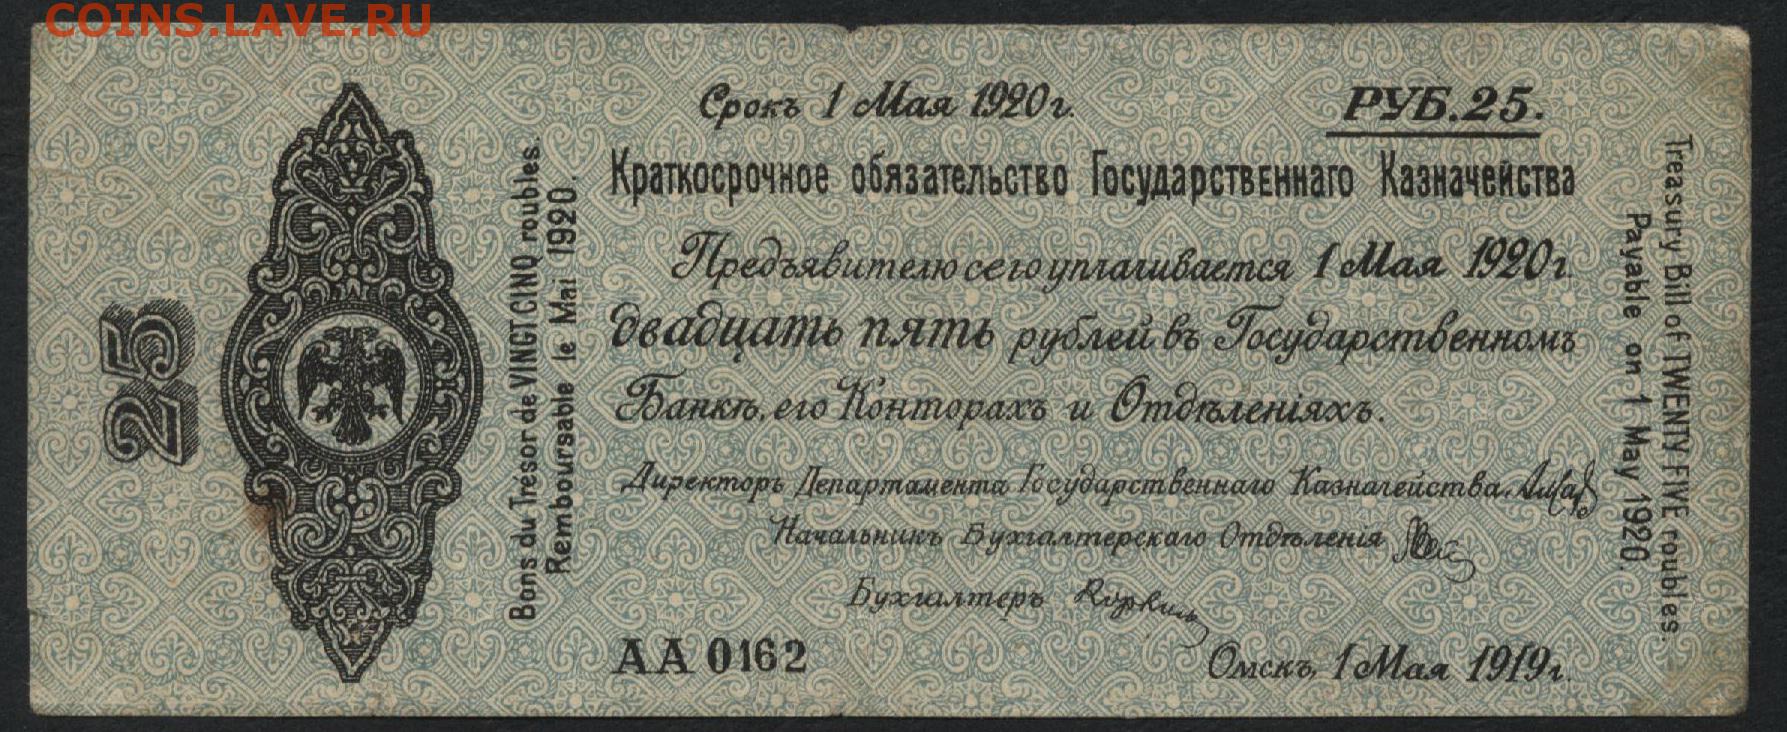 COINS.LAVE.RU
25
Bons du Trésor de VINGT CINQ roubles.
Remboursable le Mai 1920.
Срокъ 1 Мая 1920 г.
РУБ.25.
Краткосрочное обязательство Государственнаго Казначейства
Предъявителю сего уплачивается 1 Мая 1920 г.
двадцать пять рублей въ Государственномъ
Банкѣ, его Конторахъ и Отдѣленіяхъ.
Директоръ Департамента Государственнаго Казначейства
Начальникъ Бухгалтерскаго Отдѣленія
Бухгалтеръ
АА 0162
Омскъ, 1 Мая 1919 г.
Treasury Bill of TWENTY FIVE roubles.
Payable on 1 May 1920.